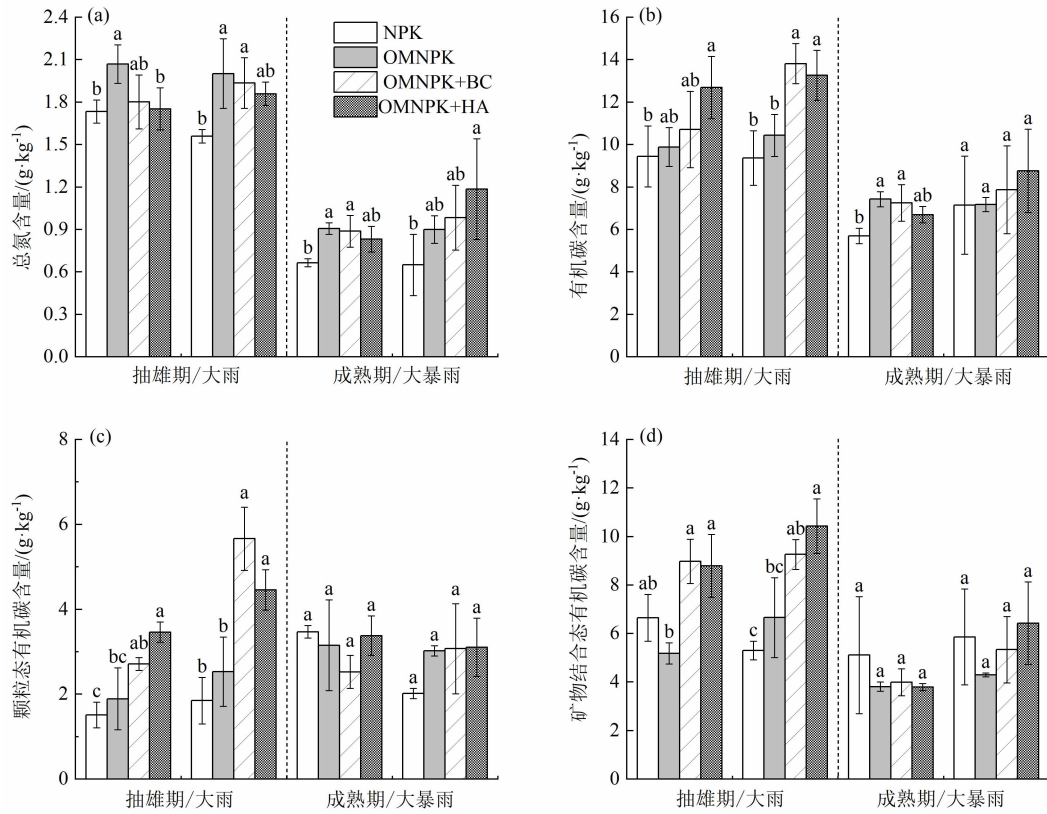 (a)
总氮含量/(g·kg⁻¹)
2.4
2.1
1.8
1.5
1.2
0.9
0.6
0.3
0.0
NPK
OMNPK
OMNPK+BC
OMNPK+HA
b a ab b b a a ab b a a ab b ab ab a
抽雄期/大雨 成熟期/大暴雨
(b)
有机碳含量/(g·kg⁻¹)
16
14
12
10
8
6
4
2
0
b ab ab a b b a a b a a ab a a a a
抽雄期/大雨 成熟期/大暴雨
(c)
颗粒态有机碳含量/(g·kg⁻¹)
8
6
4
2
0
c bc ab a b b a a a a a a a a a a
抽雄期/大雨 成熟期/大暴雨
(d)
矿物结合态有机碳含量/(g·kg⁻¹)
14
12
10
8
6
4
2
0
ab b a a c bc ab a a a a a a a a a
抽雄期/大雨 成熟期/大暴雨